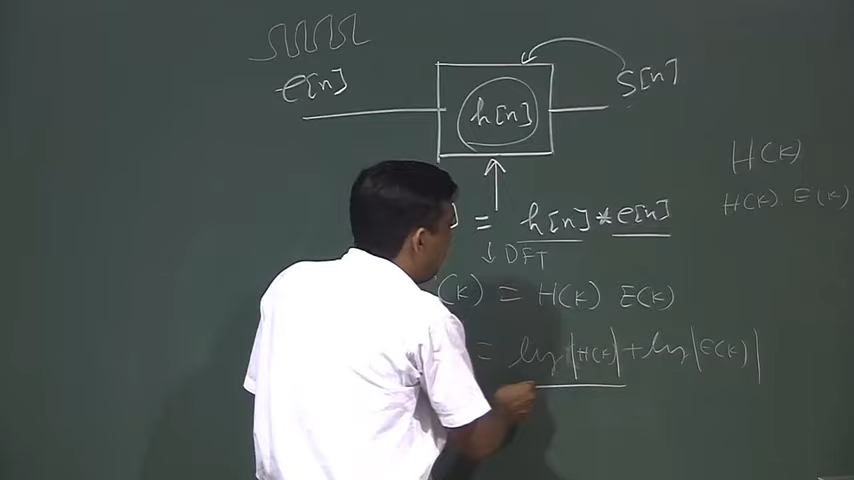 e[n]
h[n]
s[n]
H(K)
H(K) E(K)
] = h[n] * e[n]
↓ DFT
(K) = H(K) E(K)
= log |H(K)| + log |E(K)|